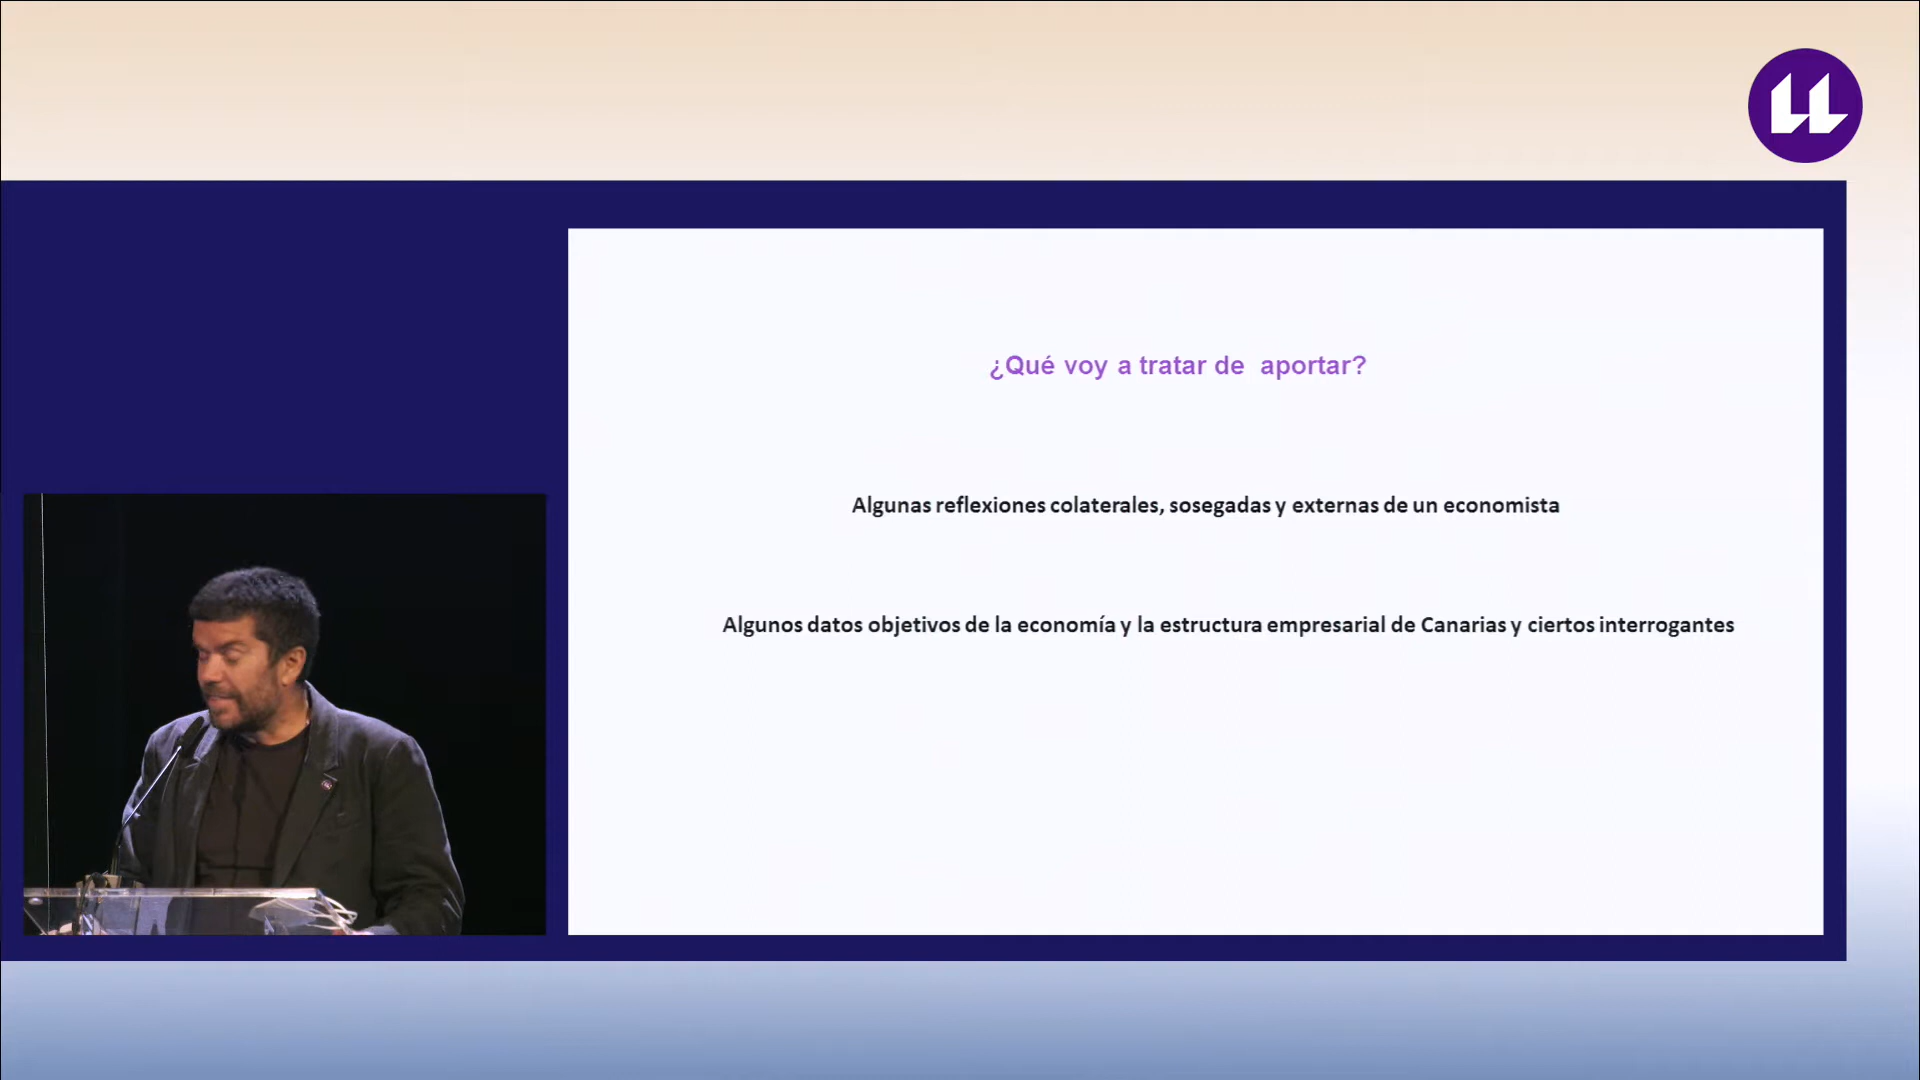 ¿Qué voy a tratar de aportar?
Algunas reflexiones colaterales, sosegadas y externas de un economista
Algunos datos objetivos de la economía y la estructura empresarial de Canarias y ciertos interrogantes